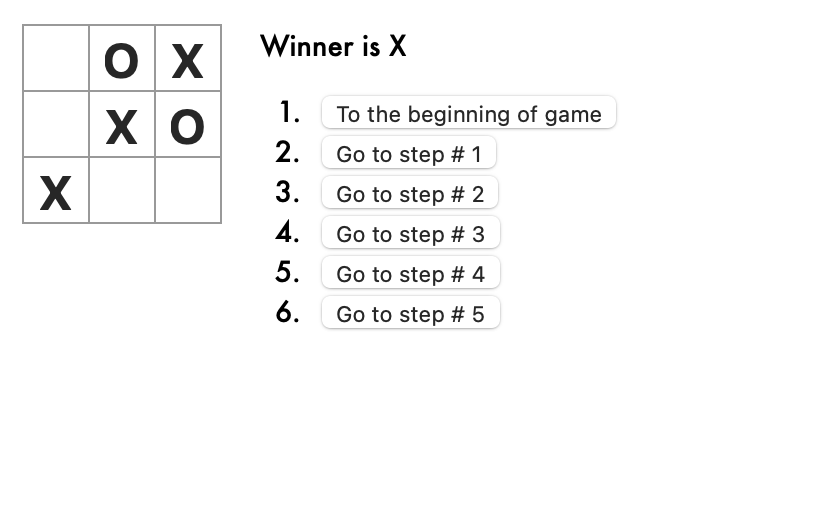 O X
X O
X
Winner is X
1. To the beginning of game
2. Go to step # 1
3. Go to step # 2
4. Go to step # 3
5. Go to step # 4
6. Go to step # 5